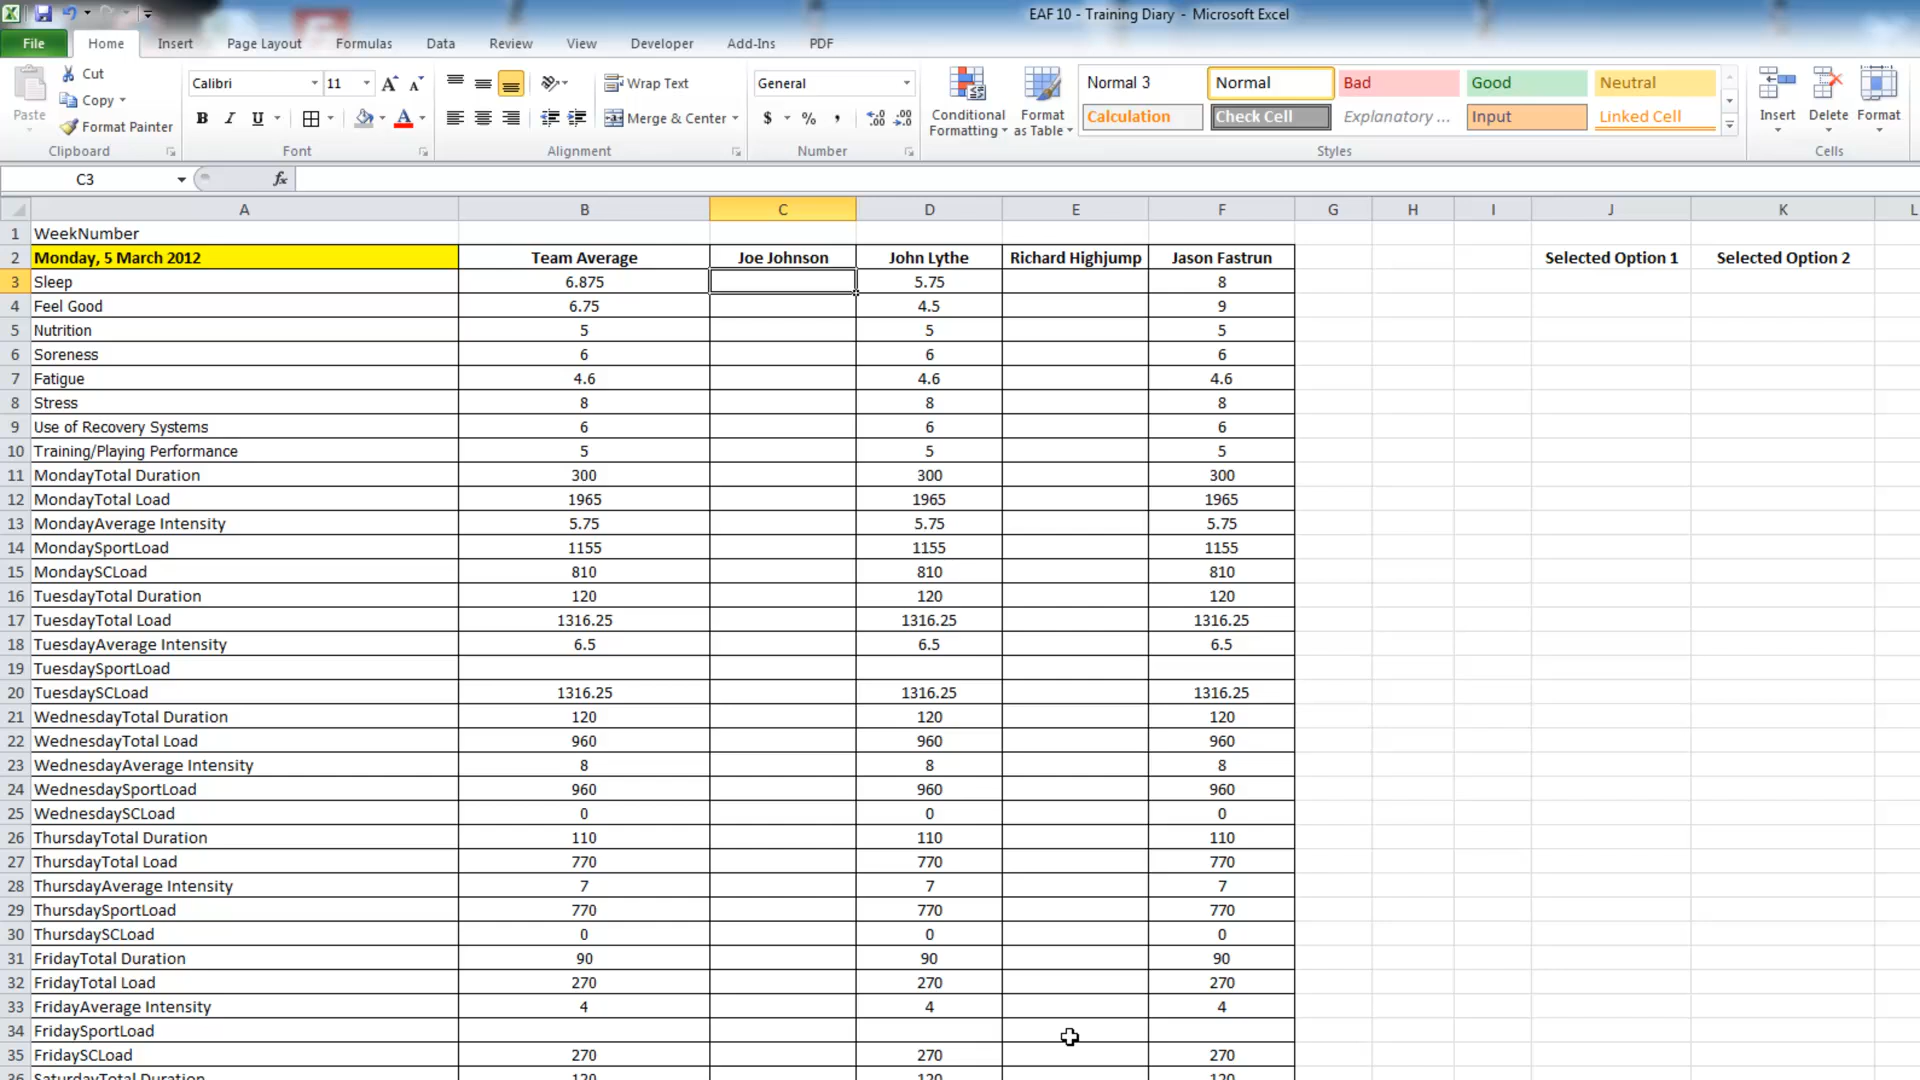 EAF 10 - Training Diary - Microsoft Excel
File Home Insert Page Layout Formulas Data Review View Developer Add-Ins PDF
Paste Cut Copy Format Painter Clipboard
Calibri 11 B I U A Font
Wrap Text Merge & Center Alignment
General $ % , Number
Conditional Formatting Format as Table
Normal 3 Normal Bad Good Neutral
Calculation Check Cell Explanatory ... Input Linked Cell
Styles
Insert Delete Format Cells
C3 fx
A B C D E F G H I J K L
1 WeekNumber
2 Monday, 5 March 2012 Team Average Joe Johnson John Lythe Richard Highjump Jason Fastrun Selected Option 1 Selected Option 2
3 Sleep 6.875 5.75 8
4 Feel Good 6.75 4.5 9
5 Nutrition 5 5 5
6 Soreness 6 6 6
7 Fatigue 4.6 4.6 4.6
8 Stress 8 8 8
9 Use of Recovery Systems 6 6 6
10 Training/Playing Performance 5 5 5
11 MondayTotal Duration 300 300 300
12 MondayTotal Load 1965 1965 1965
13 MondayAverage Intensity 5.75 5.75 5.75
14 MondaySportLoad 1155 1155 1155
15 MondaySCLoad 810 810 810
16 TuesdayTotal Duration 120 120 120
17 TuesdayTotal Load 1316.25 1316.25 1316.25
18 TuesdayAverage Intensity 6.5 6.5 6.5
19 TuesdaySportLoad
20 TuesdaySCLoad 1316.25 1316.25 1316.25
21 WednesdayTotal Duration 120 120 120
22 WednesdayTotal Load 960 960 960
23 WednesdayAverage Intensity 8 8 8
24 WednesdaySportLoad 960 960 960
25 WednesdaySCLoad 0 0 0
26 ThursdayTotal Duration 110 110 110
27 ThursdayTotal Load 770 770 770
28 ThursdayAverage Intensity 7 7 7
29 ThursdaySportLoad 770 770 770
30 ThursdaySCLoad 0 0 0
31 FridayTotal Duration 90 90 90
32 FridayTotal Load 270 270 270
33 FridayAverage Intensity 4 4 4
34 FridaySportLoad
35 FridaySCLoad 270 270 270
36 SaturdayTotal Duration 120 120 120